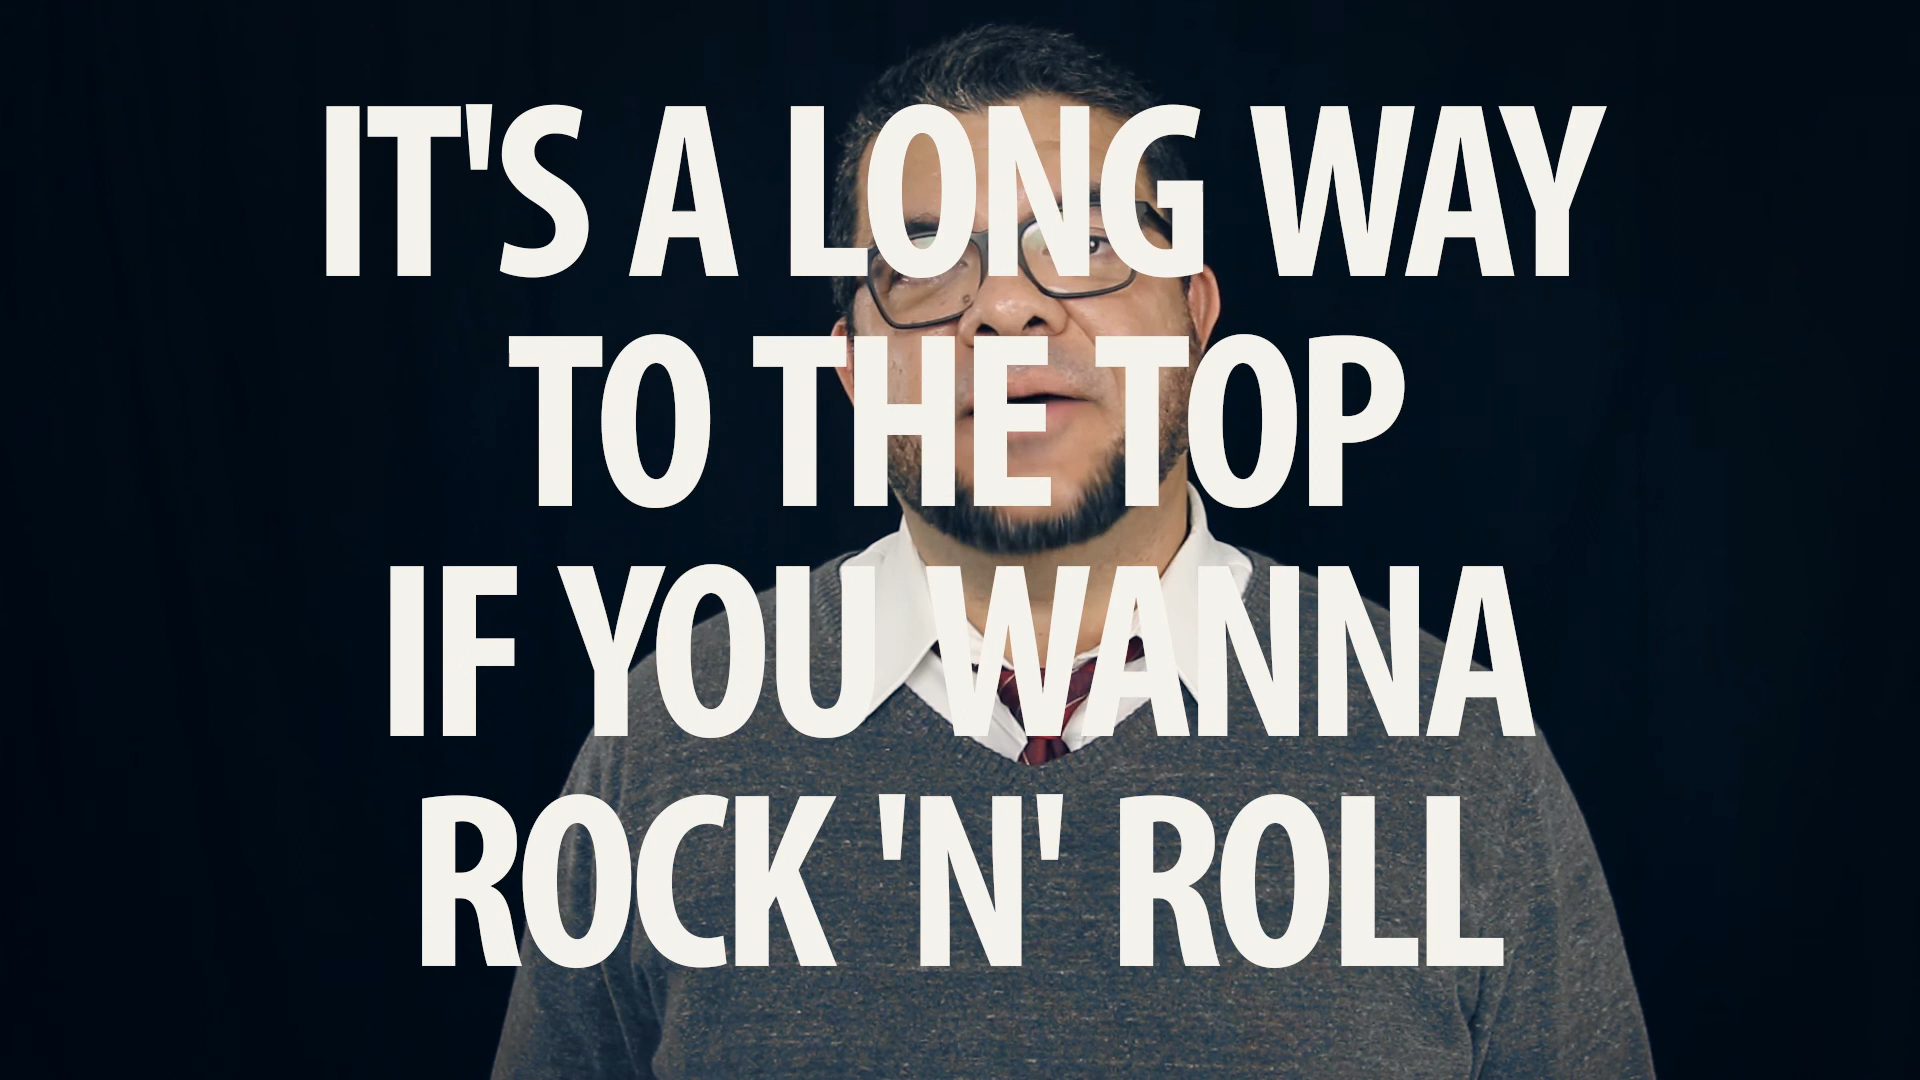 IT'S A LONG WAY
TO THE TOP
IF YOU WANNA
ROCK 'N' ROLL